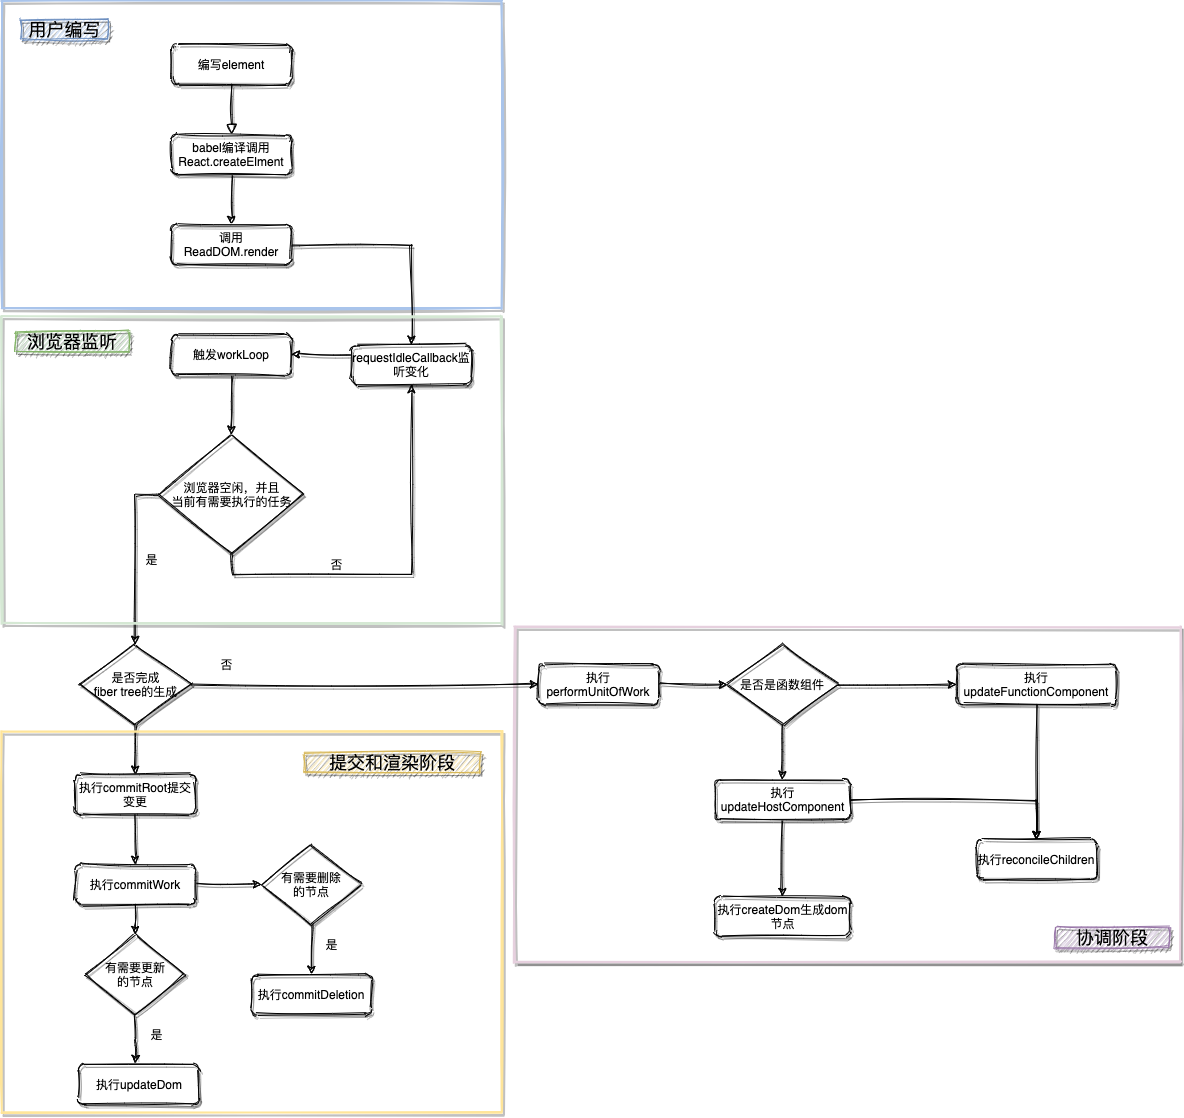 用户编写
编写element
babel编译调用
React.createElment
调用
ReadDOM.render
浏览器监听
触发workLoop
requestIdleCallback监
听变化
浏览器空闲，并且
当前有需要执行的任务
是
否
是否完成
fiber tree的生成
否
执行
performUnitOfWork
是否是函数组件
执行
updateFunctionComponent
执行
updateHostComponent
执行reconcileChildren
执行createDom生成dom
节点
协调阶段
提交和渲染阶段
执行commitRoot提交
变更
执行commitWork
有需要删除
的节点
是
执行commitDeletion
有需要更新
的节点
是
执行updateDom